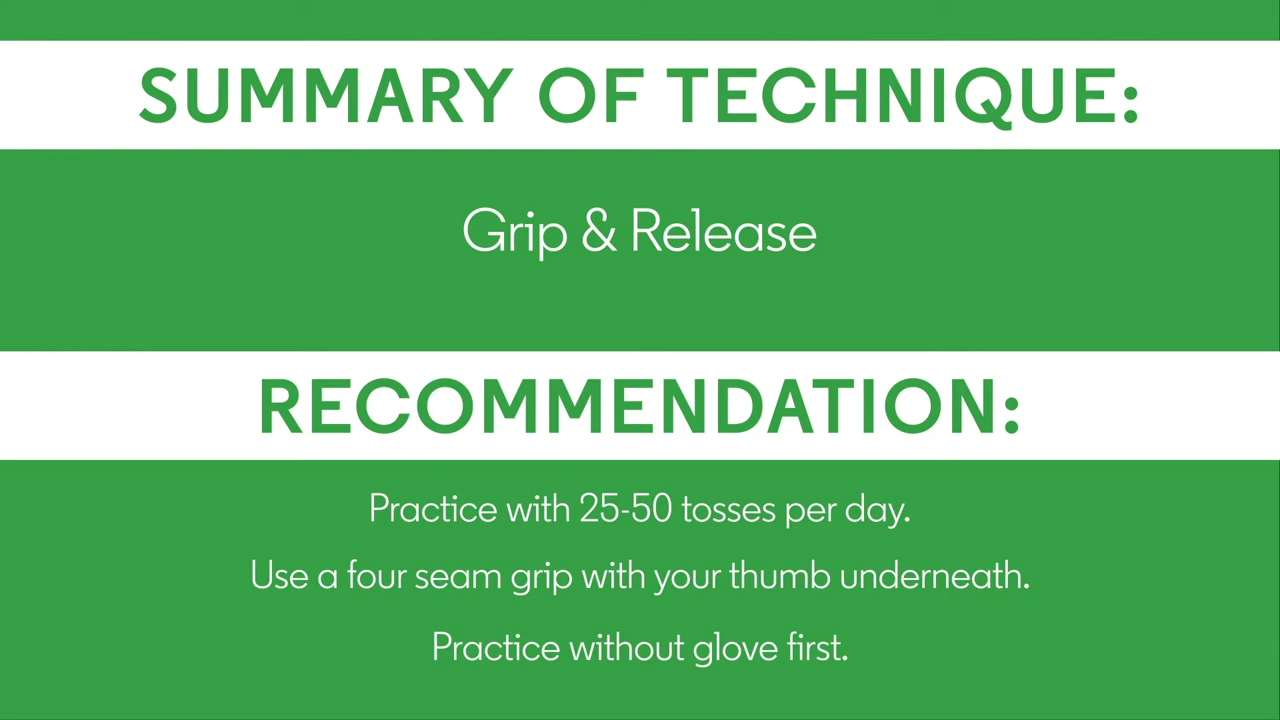 SUMMARY OF TECHNIQUE:
Grip & Release
RECOMMENDATION:
Practice with 25-50 tosses per day.
Use a four seam grip with your thumb underneath.
Practice without glove first.